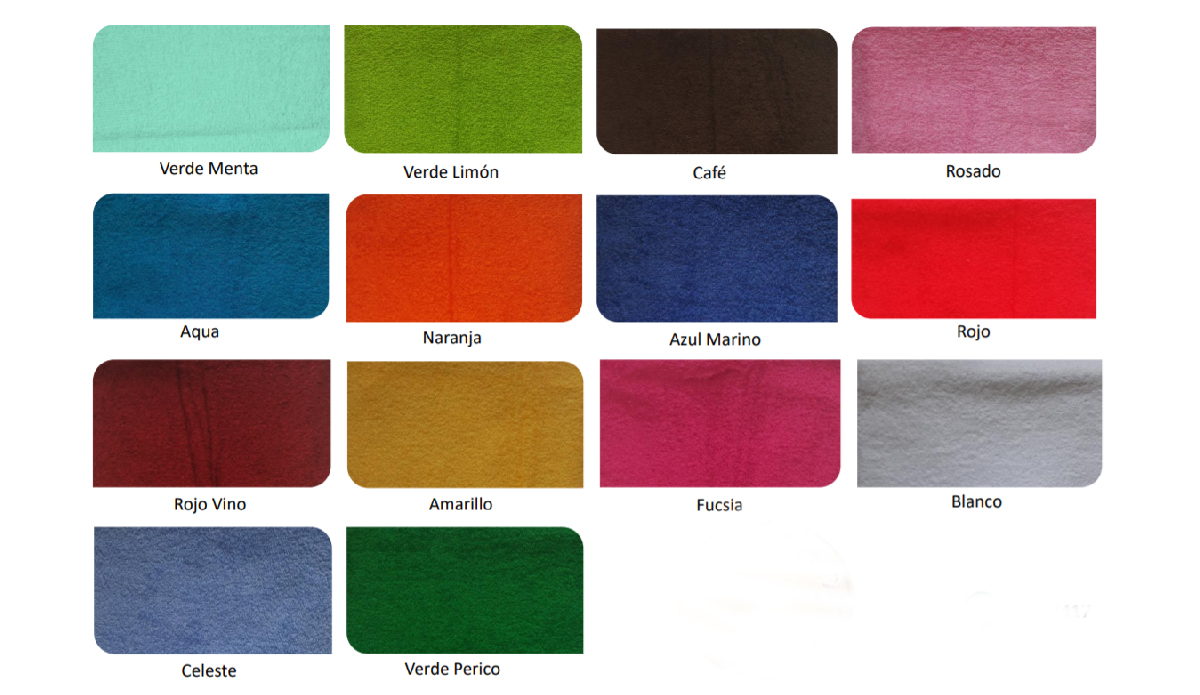 Verde Menta
Verde Limón
Café
Rosado
Aqua
Naranja
Azul Marino
Rojo
Rojo Vino
Amarillo
Fucsia
Blanco
Celeste
Verde Perico